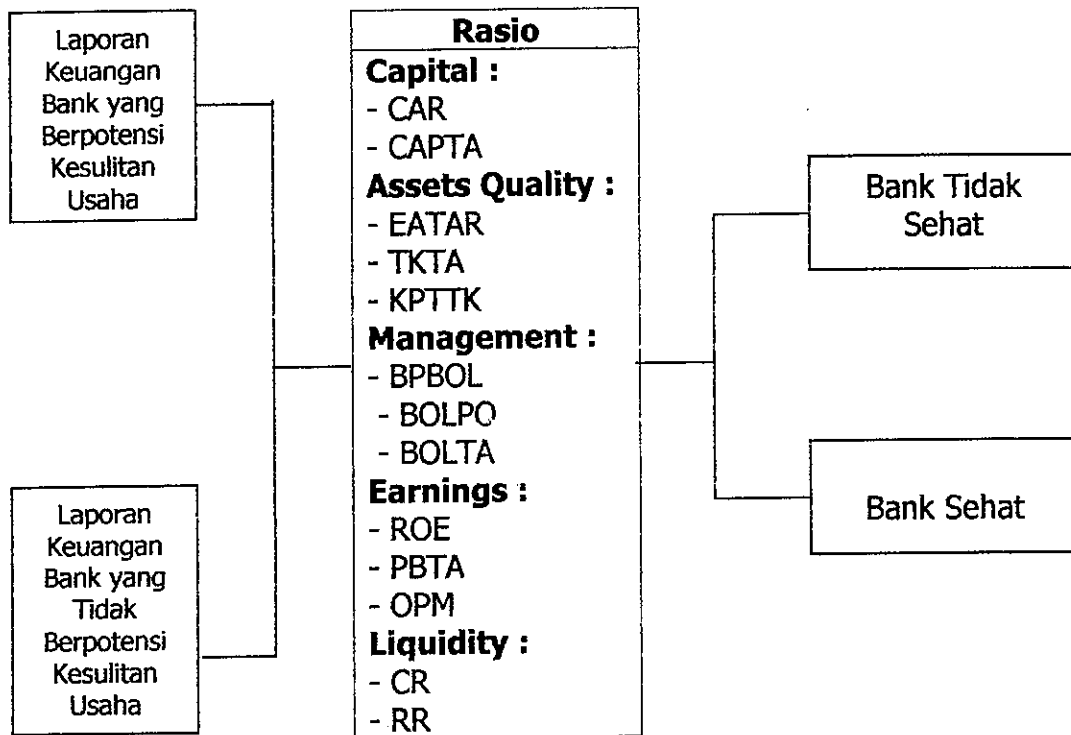 Laporan
Keuangan
Bank yang
Berpotensi
Kesulitan
Usaha
Laporan
Keuangan
Bank yang
Tidak
Berpotensi
Kesulitan
Usaha
Rasio
Capital :
- CAR
- CAPTA
Assets Quality :
- EATAR
- TKTA
- KPTTK
Management :
- BPBOL
- BOLPO
- BOLTA
Earnings :
- ROE
- PBTA
- OPM
Liquidity :
- CR
- RR
Bank Tidak
Sehat
Bank Sehat